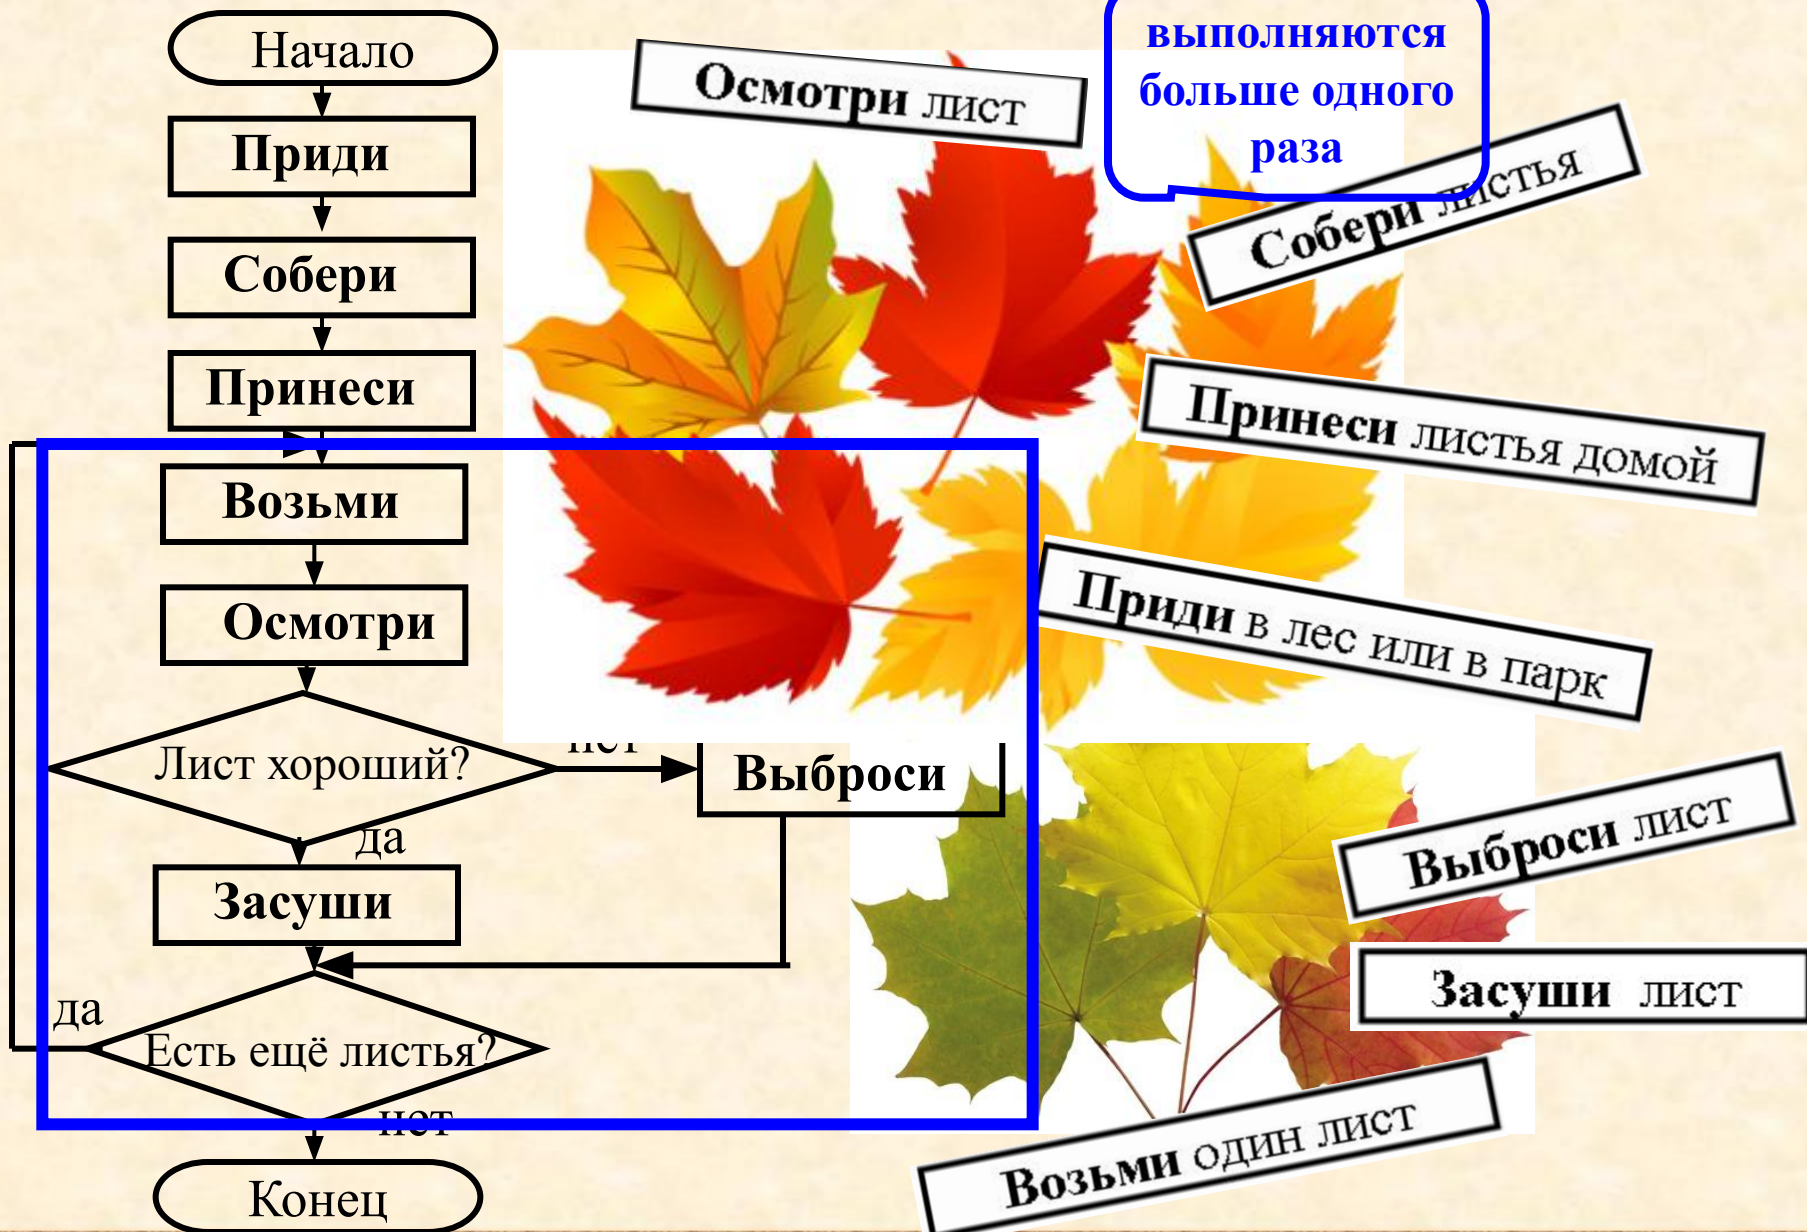 Начало
Приди
Собери
Принеси
Возьми
Осмотри
Лист хороший?
нет
Выброси
да
Засуши
да
Есть ещё листья?
нет
Конец
Осмотри лист
выполняются
больше одного
раза
Собери листья
Принеси листья домой
Приди в лес или в парк
Выброси лист
Засуши лист
Возьми один лист